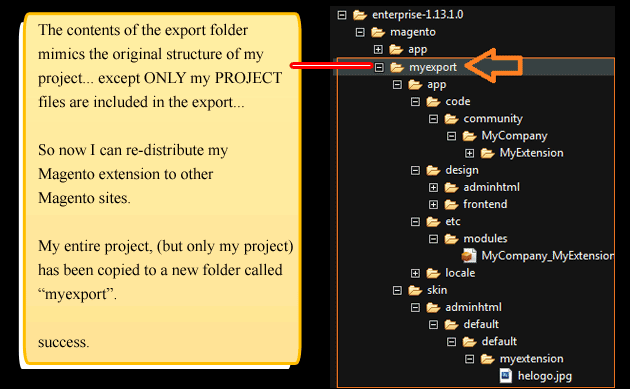 The contents of the export folder
mimics the original structure of my
project... except ONLY my PROJECT
files are included in the export...
So now I can re-distribute my
Magento extension to other
Magento sites.
My entire project, (but only my project)
has been copied to a new folder called
“myexport”.
success.
enterprise-1.13.1.0
magento
app
myexport
app
code
community
MyCompany
MyExtension
design
adminhtml
frontend
etc
modules
MyCompany_MyExtension
locale
skin
adminhtml
default
default
myextension
helogo.jpg